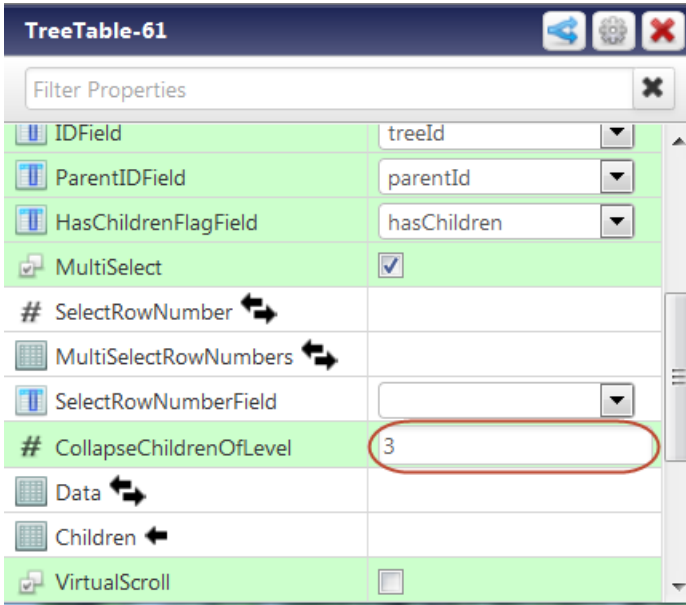 TreeTable-61
Filter Properties
IDField treeId
ParentIDField parentId
HasChildrenFlagField hasChildren
MultiSelect
# SelectRowNumber
MultiSelectRowNumbers
SelectRowNumberField
# CollapseChildrenOfLevel 3
Data
Children
VirtualScroll